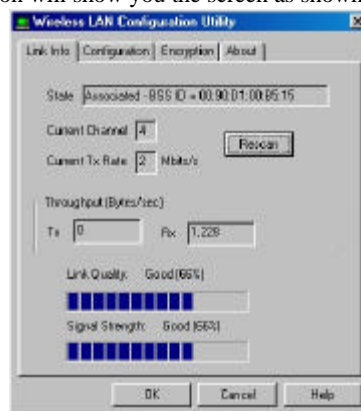 on will show you the screen as shown
Wireless LAN Configuration Utility
Link Info Configuration Encryption About
State Associated - BSS ID = 00:90:D1:00:B5:15
Current Channel 4
Rescan
Current Tx Rate 2 Mbits/s
Throughput (Bytes/sec)
Tx 0 Rx 1,228
Link Quality: Good (66%)
Signal Strength: Good (66%)
OK Cancel Help